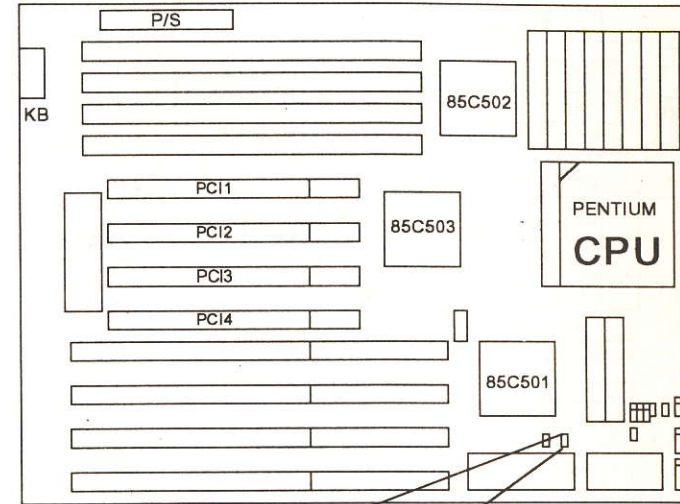 P/S
KB
85C502
PCI1
PCI2
PCI3
PCI4
85C503
PENTIUM
CPU
85C501